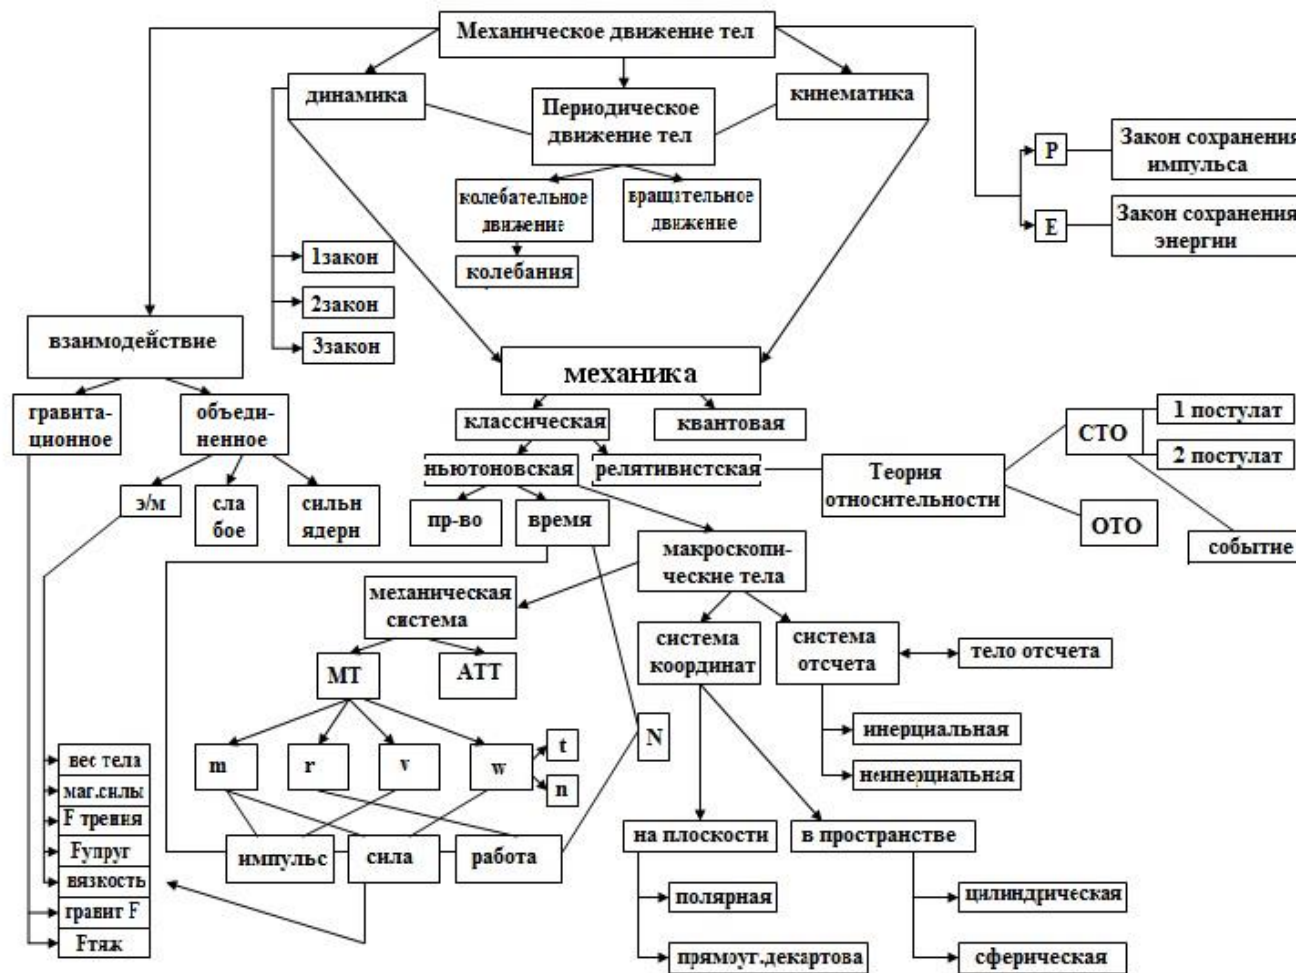 Механическое движение тел
динамика
Периодическое
движение тел
кинематика
P
Закон сохранения
импульса
E
Закон сохранения
энергии
колебательное
движение
вращательное
движение
колебания
1закон
2закон
3закон
взаимодействие
механика
гравита-
ционное
объеди-
ненное
классическая
квантовая
СТО
1 постулат
2 постулат
ньютоновская
релятивистская
Теория
относительности
ОТО
событие
э/м
сла
бое
сильн
ядерн
пр-во
время
макроскопи-
ческие тела
механическая
система
система
координат
система
отсчета
тело отсчета
МТ
АТТ
инерциальная
неинерциальная
N
m
r
v
w
t
n
вес тела
маг.силы
F трения
Fупруг
вязкость
гравит F
Fтяж
импульс
сила
работа
на плоскости
в пространстве
полярная
прямоуг.декартова
цилиндрическая
сферическая